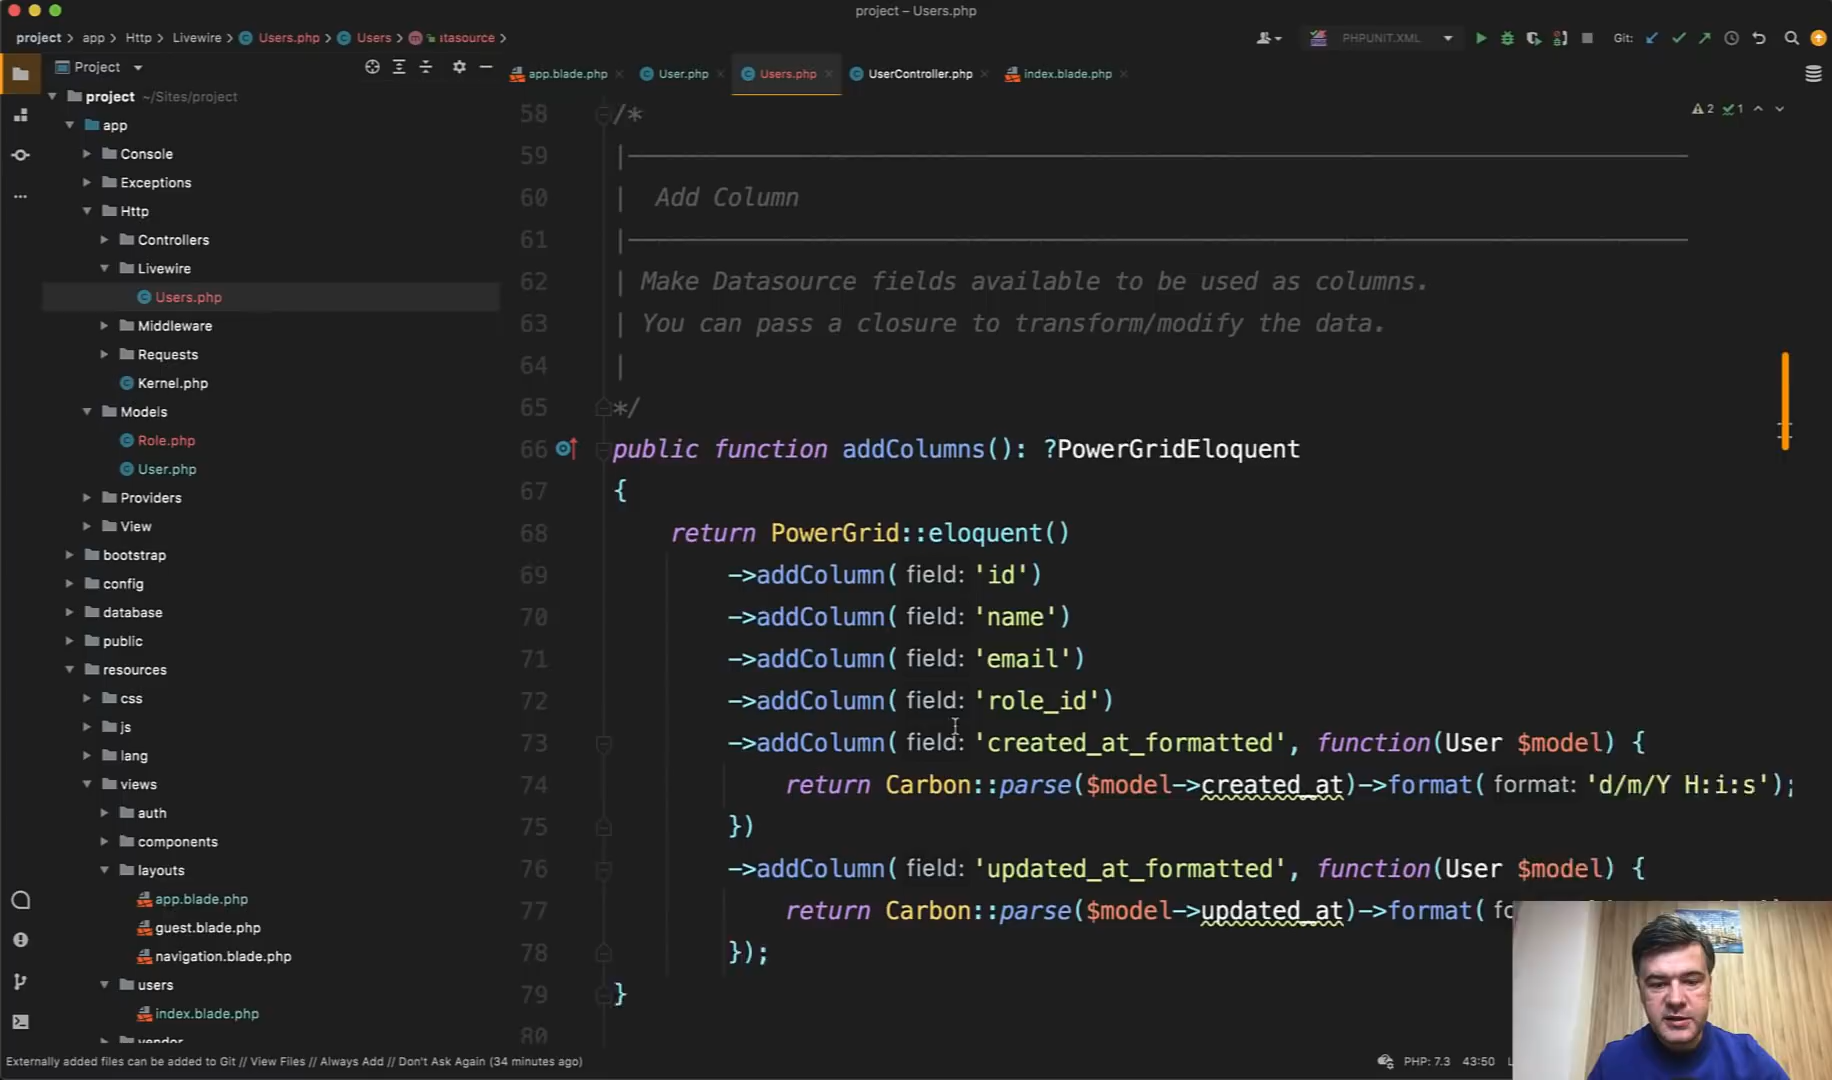 project – Users.php
project > app > Http > Livewire > Users.php > Users > >
PHPUNIT.XML
Git:
Project
app.blade.php
User.php
Users.php
UserController.php
index.blade.php
project ~/Sites/project
app
Console
Exceptions
Http
Controllers
Livewire
Users.php
Middleware
Requests
Kernel.php
Models
Role.php
User.php
Providers
View
bootstrap
config
database
public
resources
css
js
lang
views
auth
components
layouts
app.blade.php
guest.blade.php
navigation.blade.php
users
index.blade.php
vendor
2 1
58 /*
59 |
60 | Add Column
61 |
62 | Make Datasource fields available to be used as columns.
63 | You can pass a closure to transform/modify the data.
64 |
65 */
66 public function addColumns(): ?PowerGridEloquent
67 {
68 return PowerGrid::eloquent()
69 ->addColumn( field: 'id')
70 ->addColumn( field: 'name')
71 ->addColumn( field: 'email')
72 ->addColumn( field: 'role_id')
73 ->addColumn( field: 'created_at_formatted', function(User $model) {
74 return Carbon::parse($model->created_at)->format( format: 'd/m/Y H:i:s');
75 })
76 ->addColumn( field: 'updated_at_formatted', function(User $model) {
77 return Carbon::parse($model->updated_at)->format(
78 });
79 }
80
Externally added files can be added to Git // View Files // Always Add // Don't Ask Again (34 minutes ago)
PHP: 7.3 43:50